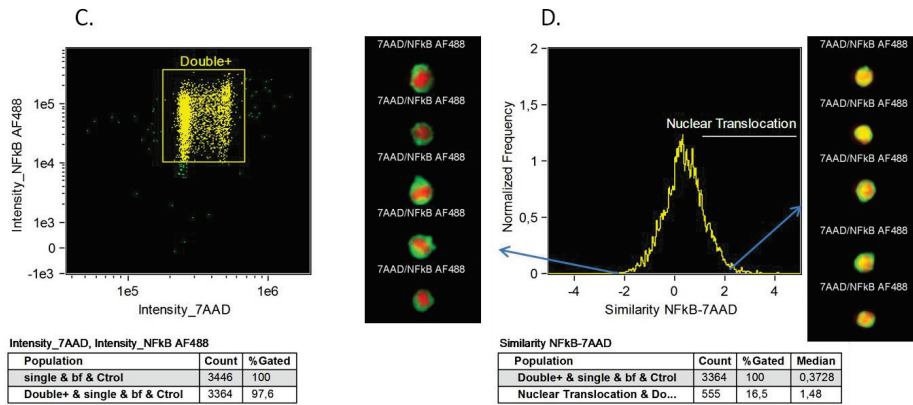 C.
Double+
Intensity_NFkB AF488
1e5
1e4
1e3
0
-1e3
1e5
1e6
Intensity_7AAD
7AAD/NFkB AF488
7AAD/NFkB AF488
7AAD/NFkB AF488
7AAD/NFkB AF488
7AAD/NFkB AF488
Intensity_7AAD, Intensity_NFkB AF488
Population Count %Gated
single & bf & Ctrol 3446 100
Double+ & single & bf & Ctrol 3364 97,6
D.
Nuclear Translocation
Normalized Frequency
2
1,5
1
0,5
0
-4 -2 0 2 4
Similarity NFkB-7AAD
7AAD/NFkB AF488
7AAD/NFkB AF488
7AAD/NFkB AF488
7AAD/NFkB AF488
7AAD/NFkB AF488
Similarity NFkB-7AAD
Population Count %Gated Median
Double+ & single & bf & Ctrol 3364 100 0,3728
Nuclear Translocation & Do... 555 16,5 1,48